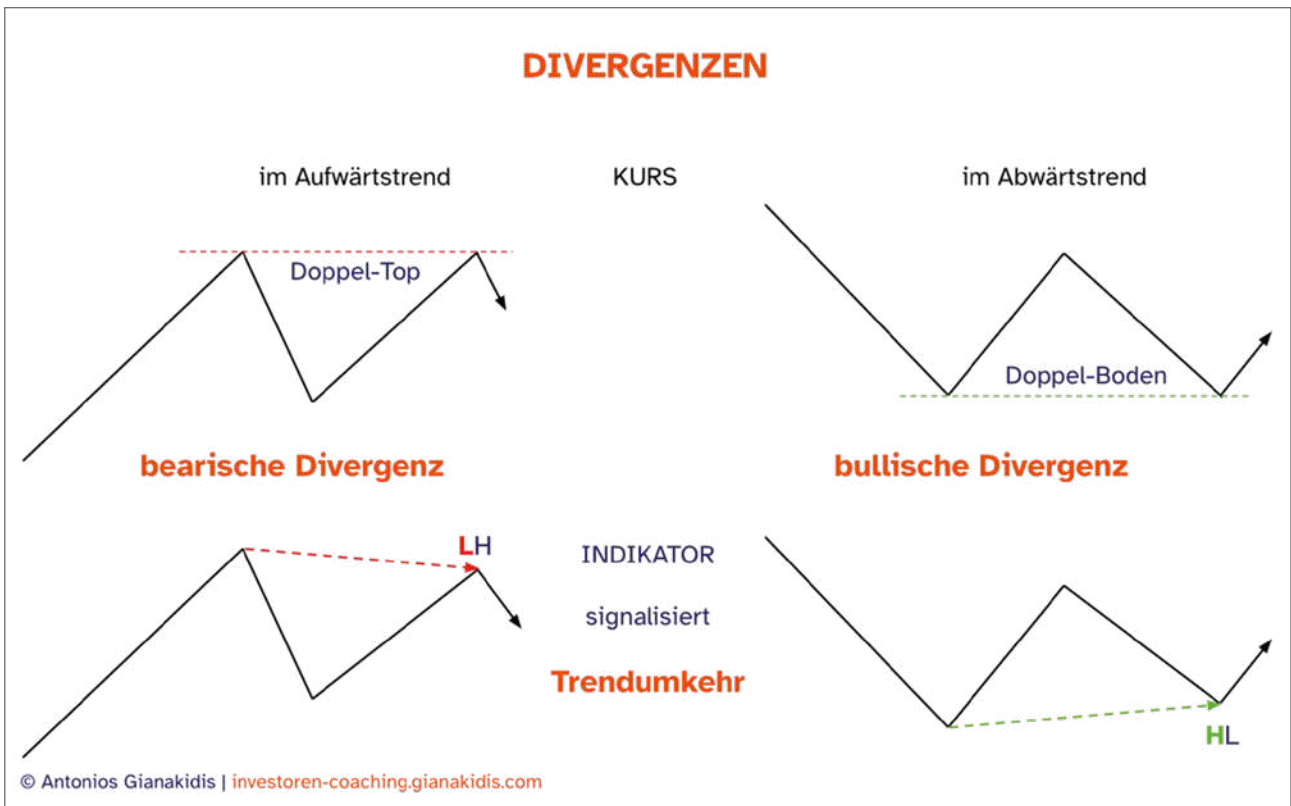 DIVERGENZEN
im Aufwärtstrend
KURS
im Abwärtstrend
Doppel-Top
Doppel-Boden
bearische Divergenz
bullische Divergenz
LH
INDIKATOR
signalisiert
Trendumkehr
HL
© Antonios Gianakidis | investoren-coaching.gianakidis.com